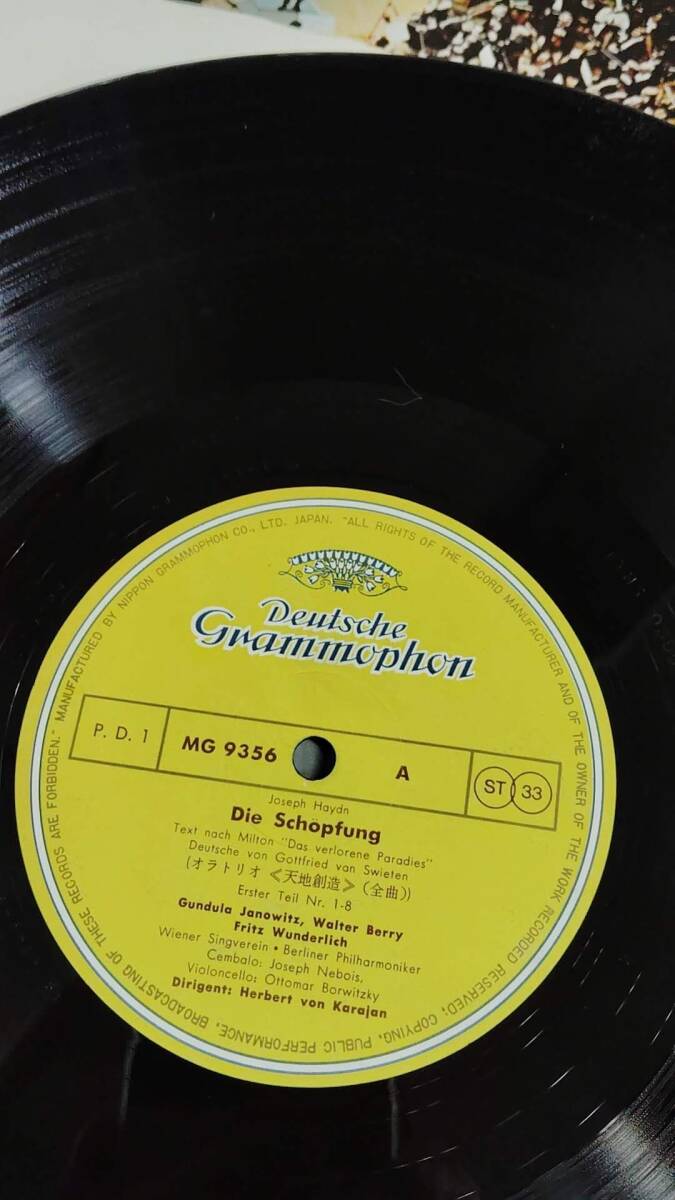 MANUFACTURED BY NIPPON GRAMMOPHON CO., LTD. JAPAN. "ALL RIGHTS OF THE RECORD MANUFACTURER AND OF THE OWNER OF THE WORK RECORDED RESERVED; COPYING, PUBLIC PERFORMANCE, BROADCASTING OF THESE RECORDS ARE FORBIDDEN."
Deutsche
Grammophon
P. D. 1 MG 9356 A ST 33
Joseph Haydn
Die Schöpfung
Text nach Milton "Das verlorene Paradies"
Deutsche von Gottfried van Swieten
(オラトリオ≪天地創造≫(全曲))
Erster Teil Nr. 1-8
Gundula Janowitz, Walter Berry
Fritz Wunderlich
Wiener Singverein • Berliner Philharmoniker
Cembalo: Joseph Nebois,
Violoncello: Ottomar Borwitzky
Dirigent: Herbert von Karajan